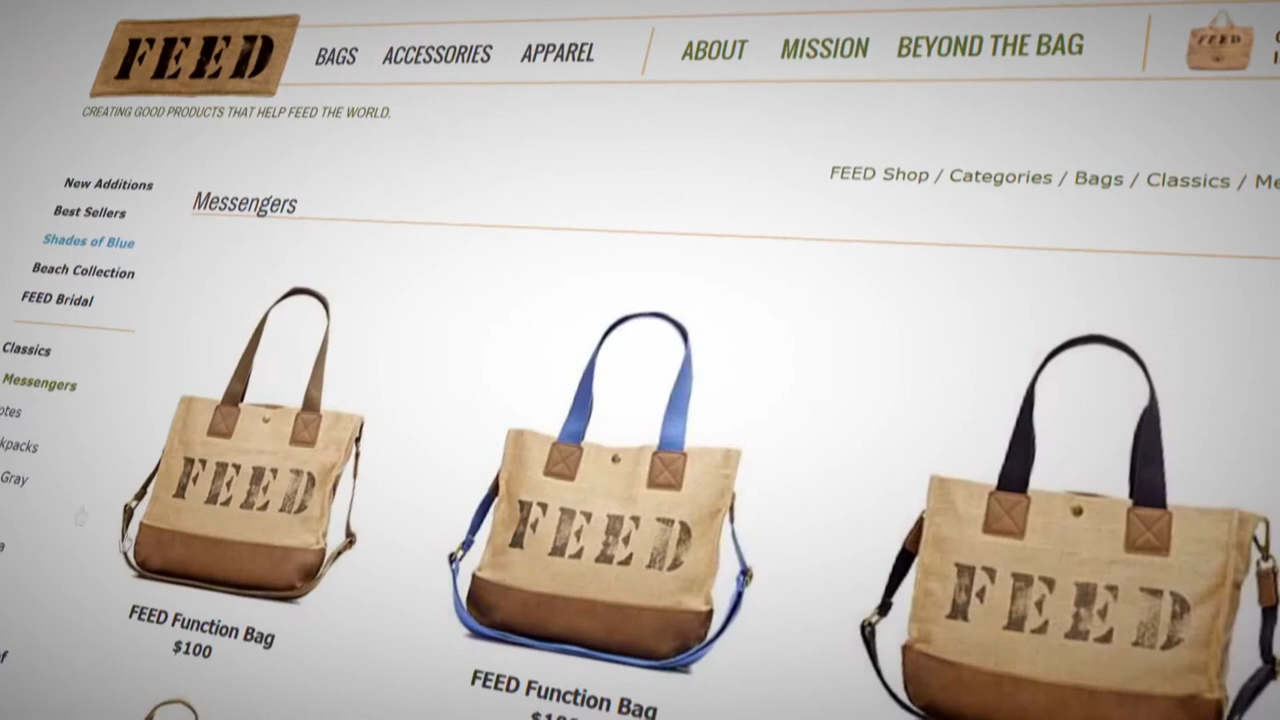 FEED
BAGS ACCESSORIES APPAREL ABOUT MISSION BEYOND THE BAG
FEED
CREATING GOOD PRODUCTS THAT HELP FEED THE WORLD.
FEED Shop / Categories / Bags / Classics /
New Additions
Best Sellers
Shades of Blue
Beach Collection
FEED Bridal
Classics
Messengers
Gray
Messengers
FEED
FEED
FEED
FEED Function Bag
$100
FEED Function Bag